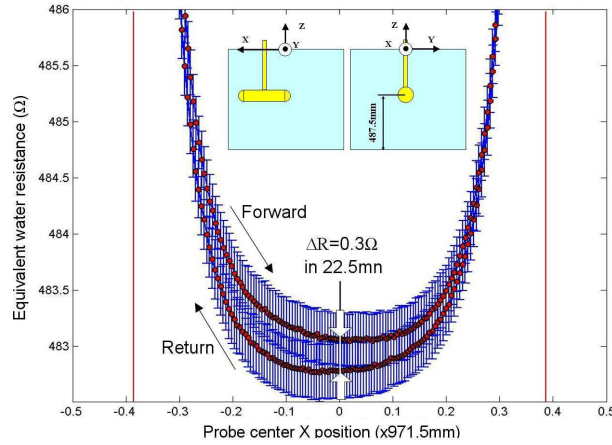 486
485.5
485
484.5
484
483.5
483
Equivalent water resistance (Ω)
Z
X
Y
Z
X
Y
487.5mm
Forward
ΔR=0.3Ω
in 22.5mn
Return
-0.5 -0.4 -0.3 -0.2 -0.1 0 0.1 0.2 0.3 0.4 0.5
Probe center X position (x971.5mm)